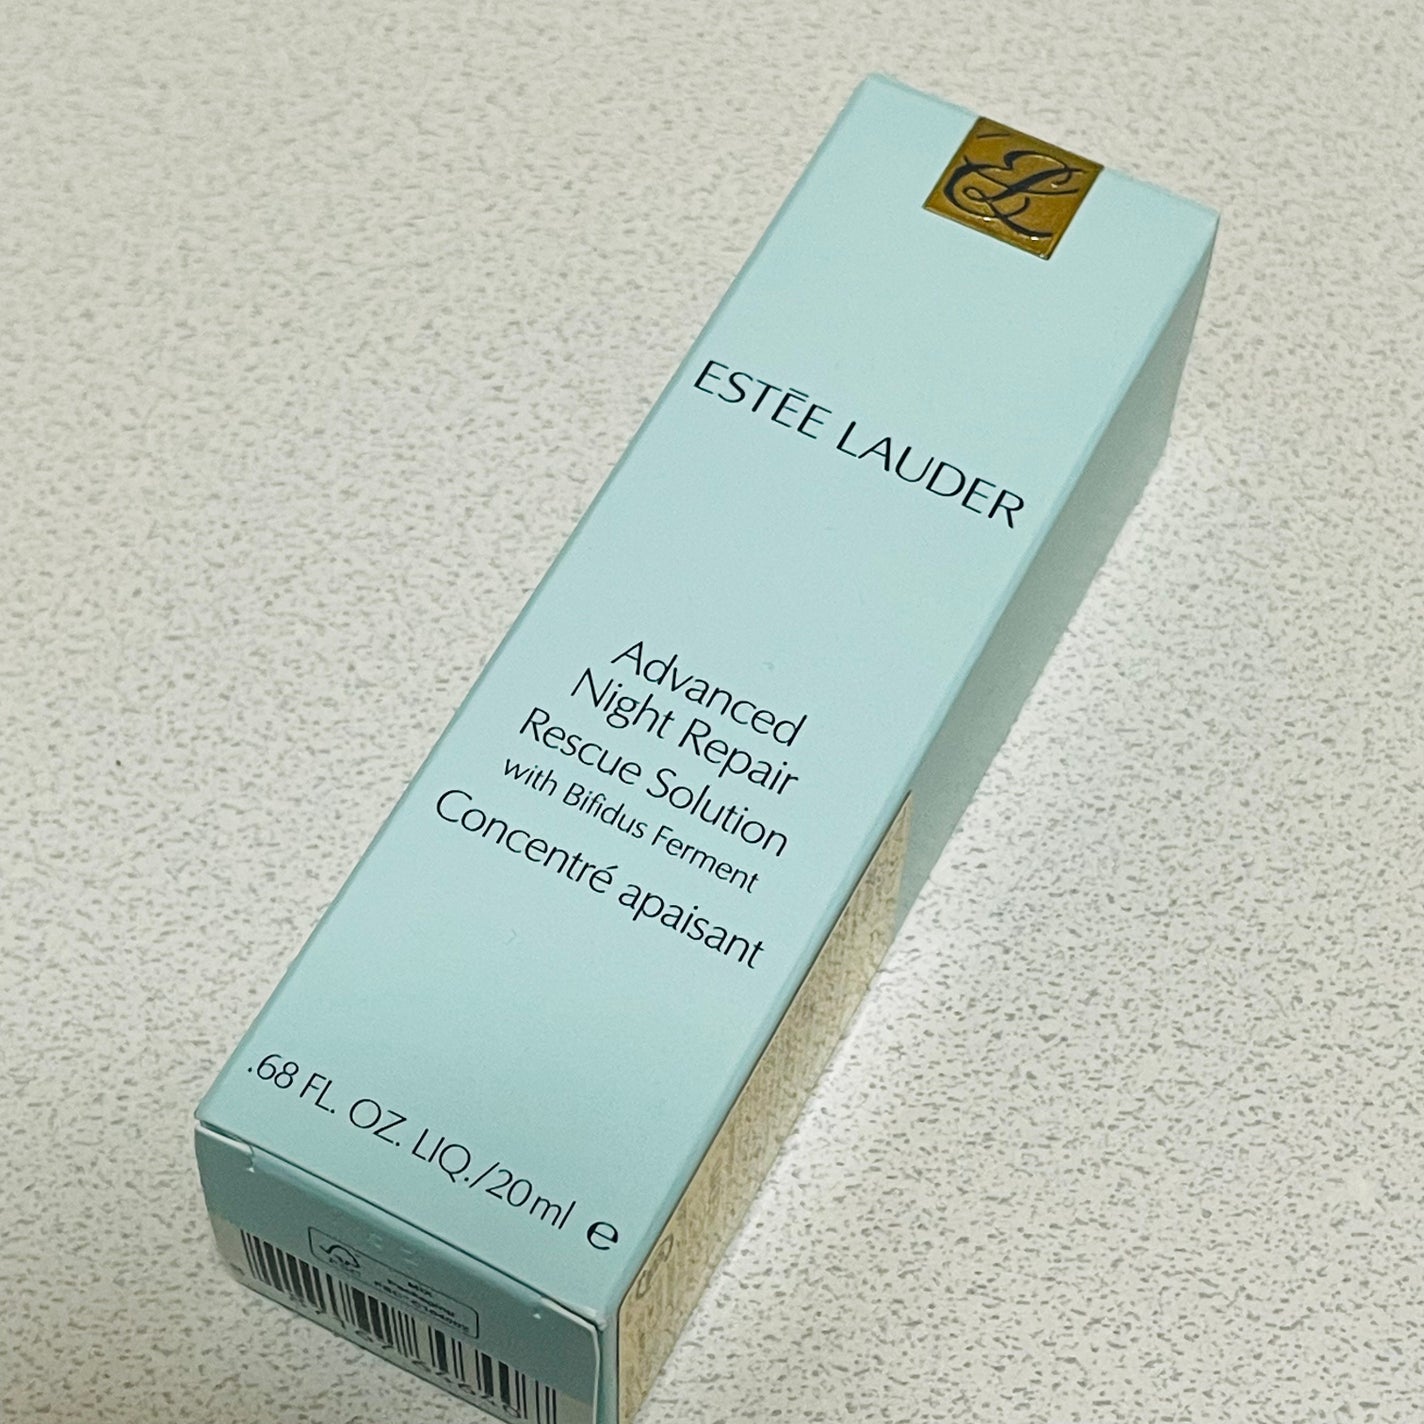 ESTĒE LAUDER
Advanced
Night Repair
Rescue Solution
with Bifidus Ferment
Concentré apaisant
.68 FL. OZ. LIQ./20ml ℮